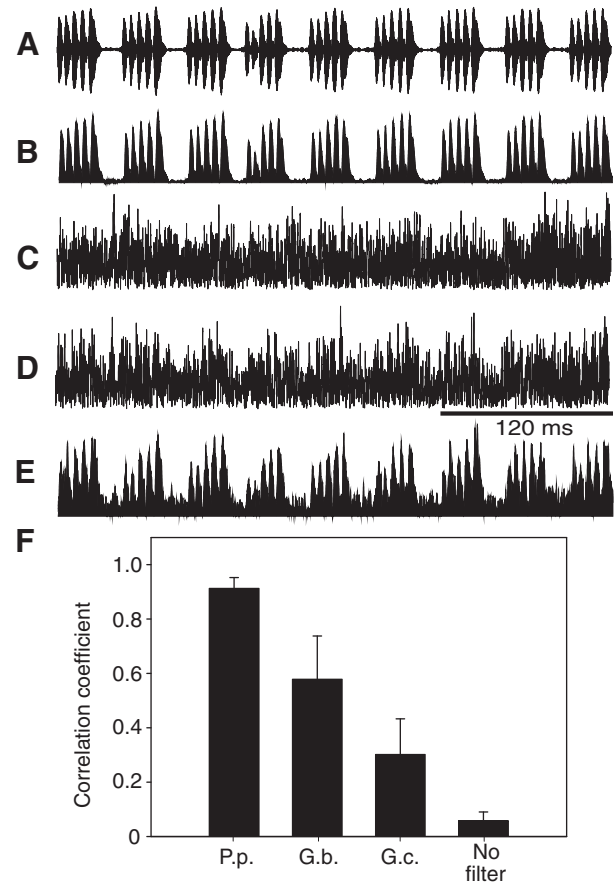 A
B
C
D
120 ms
E
F
Correlation coefficient
1.0
0.8
0.6
0.4
0.2
0
P.p.
G.b.
G.c.
No
filter